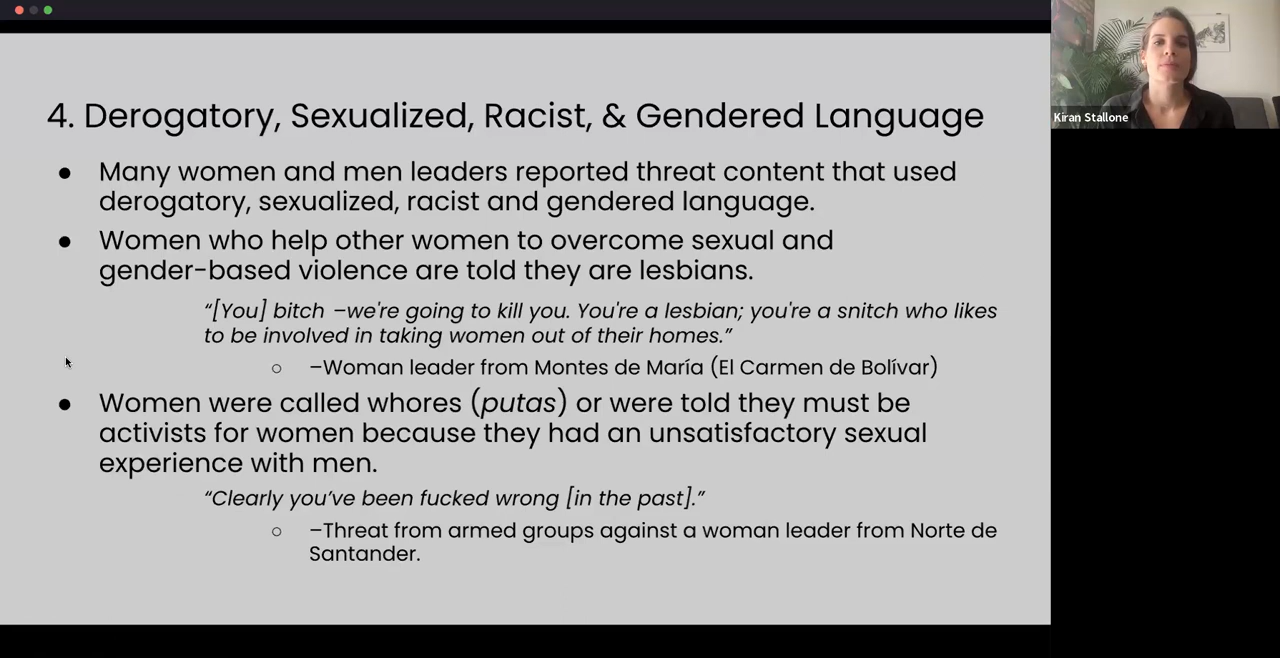 4. Derogatory, Sexualized, Racist, & Gendered Language
Kiran Stallone
● Many women and men leaders reported threat content that used
derogatory, sexualized, racist and gendered language.
● Women who help other women to overcome sexual and
gender-based violence are told they are lesbians.
“[You] bitch –we're going to kill you. You're a lesbian; you're a snitch who likes
to be involved in taking women out of their homes.”
○ –Woman leader from Montes de María (El Carmen de Bolívar)
● Women were called whores (putas) or were told they must be
activists for women because they had an unsatisfactory sexual
experience with men.
“Clearly you’ve been fucked wrong [in the past].”
○ –Threat from armed groups against a woman leader from Norte de
Santander.